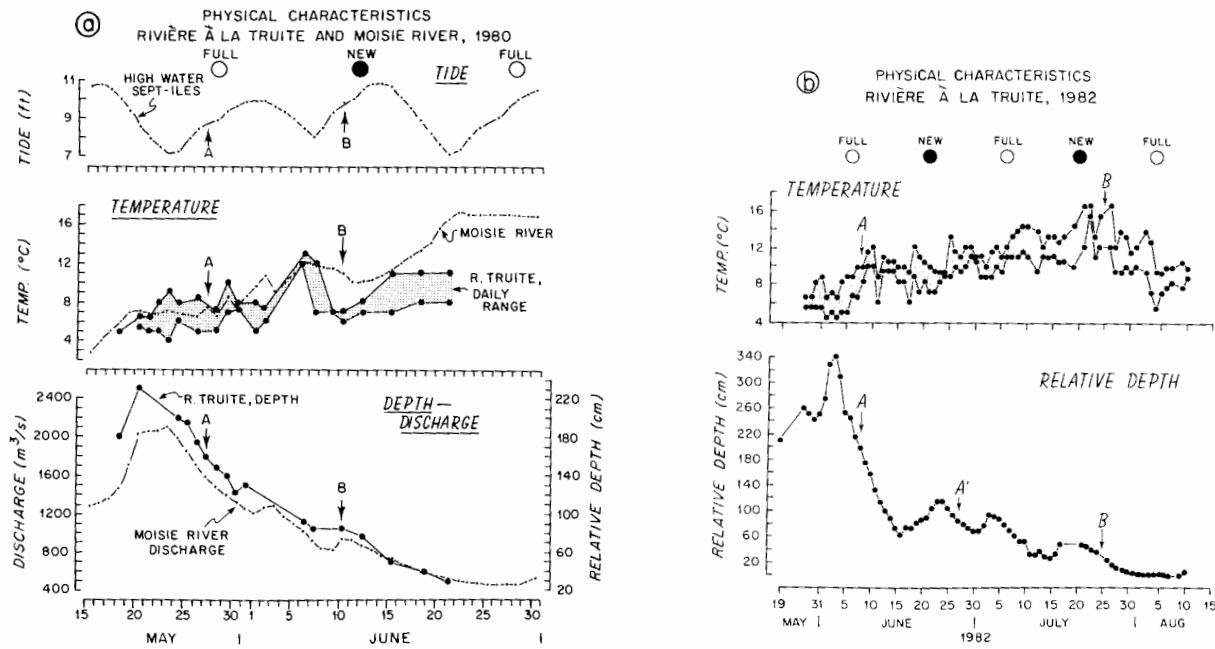 a
PHYSICAL CHARACTERISTICS
RIVIÈRE À LA TRUITE AND MOISIE RIVER, 1980
FULL
NEW
FULL
TIDE
HIGH WATER
SEPT-ILES
TIDE (ft)
11
9
7
A
B
TEMPERATURE
TEMP. (°C)
16
12
8
4
A
B
MOISIE RIVER
R. TRUITE,
DAILY
RANGE
DISCHARGE (m³/s)
2400
2000
1600
1200
800
400
R. TRUITE, DEPTH
A
DEPTH—
DISCHARGE
B
MOISIE RIVER
DISCHARGE
220
180
140
100
60
20
RELATIVE DEPTH (cm)
15 20 25 30 1 5 10 15 20 25 30
MAY JUNE
b
PHYSICAL CHARACTERISTICS
RIVIÈRE À LA TRUITE, 1982
FULL NEW FULL NEW FULL
TEMPERATURE
B
A
TEMP. (°C)
16
12
8
4
RELATIVE DEPTH
RELATIVE DEPTH (cm)
340
300
260
220
180
140
100
60
20
A
A'
B
19 31 5 10 15 20 25 30 5 10 15 20 25 30 5 10 15
MAY JUNE JULY AUG
1982